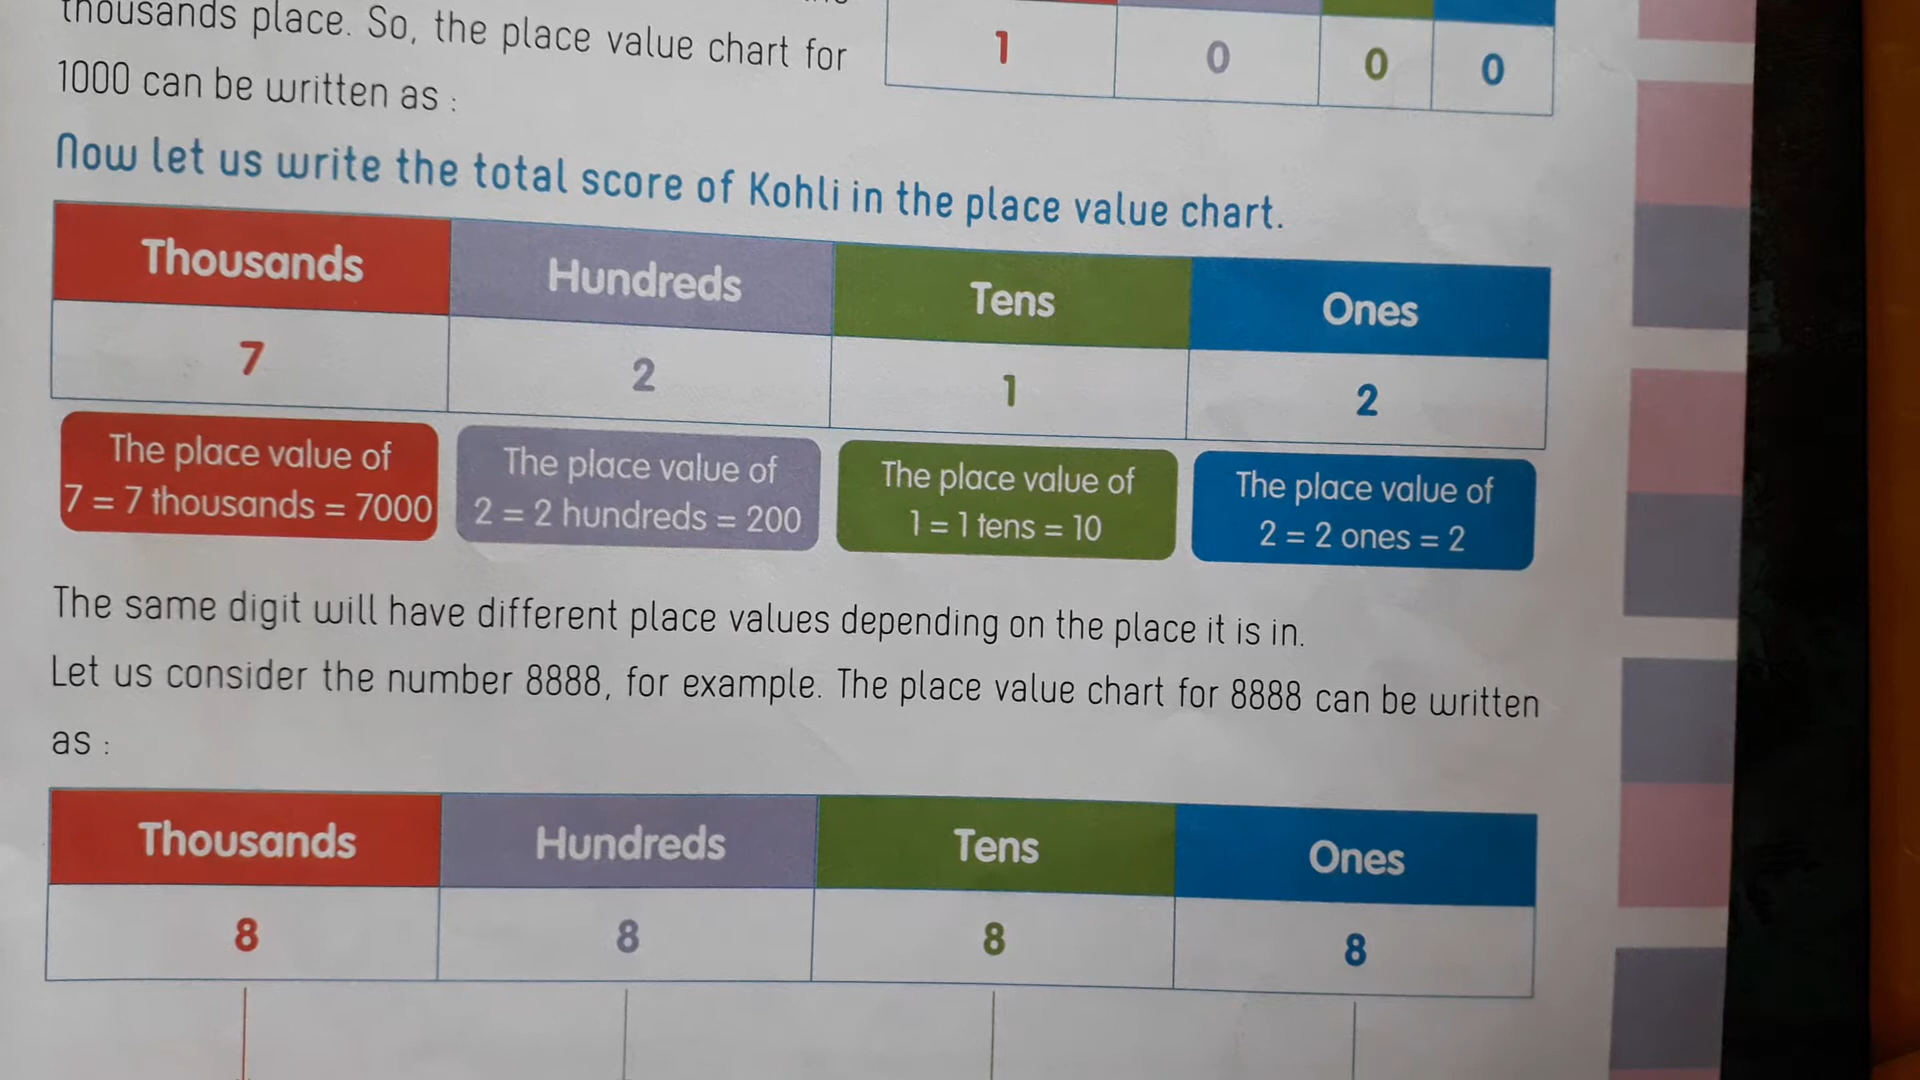 thousands place. So, the place value chart for
1000 can be written as :
1 0 0 0
Now let us write the total score of Kohli in the place value chart.
Thousands Hundreds Tens Ones
7 2 1 2
The place value of
7 = 7 thousands = 7000
The place value of
2 = 2 hundreds = 200
The place value of
1 = 1 tens = 10
The place value of
2 = 2 ones = 2
The same digit will have different place values depending on the place it is in.
Let us consider the number 8888, for example. The place value chart for 8888 can be written
as :
Thousands Hundreds Tens Ones
8 8 8 8